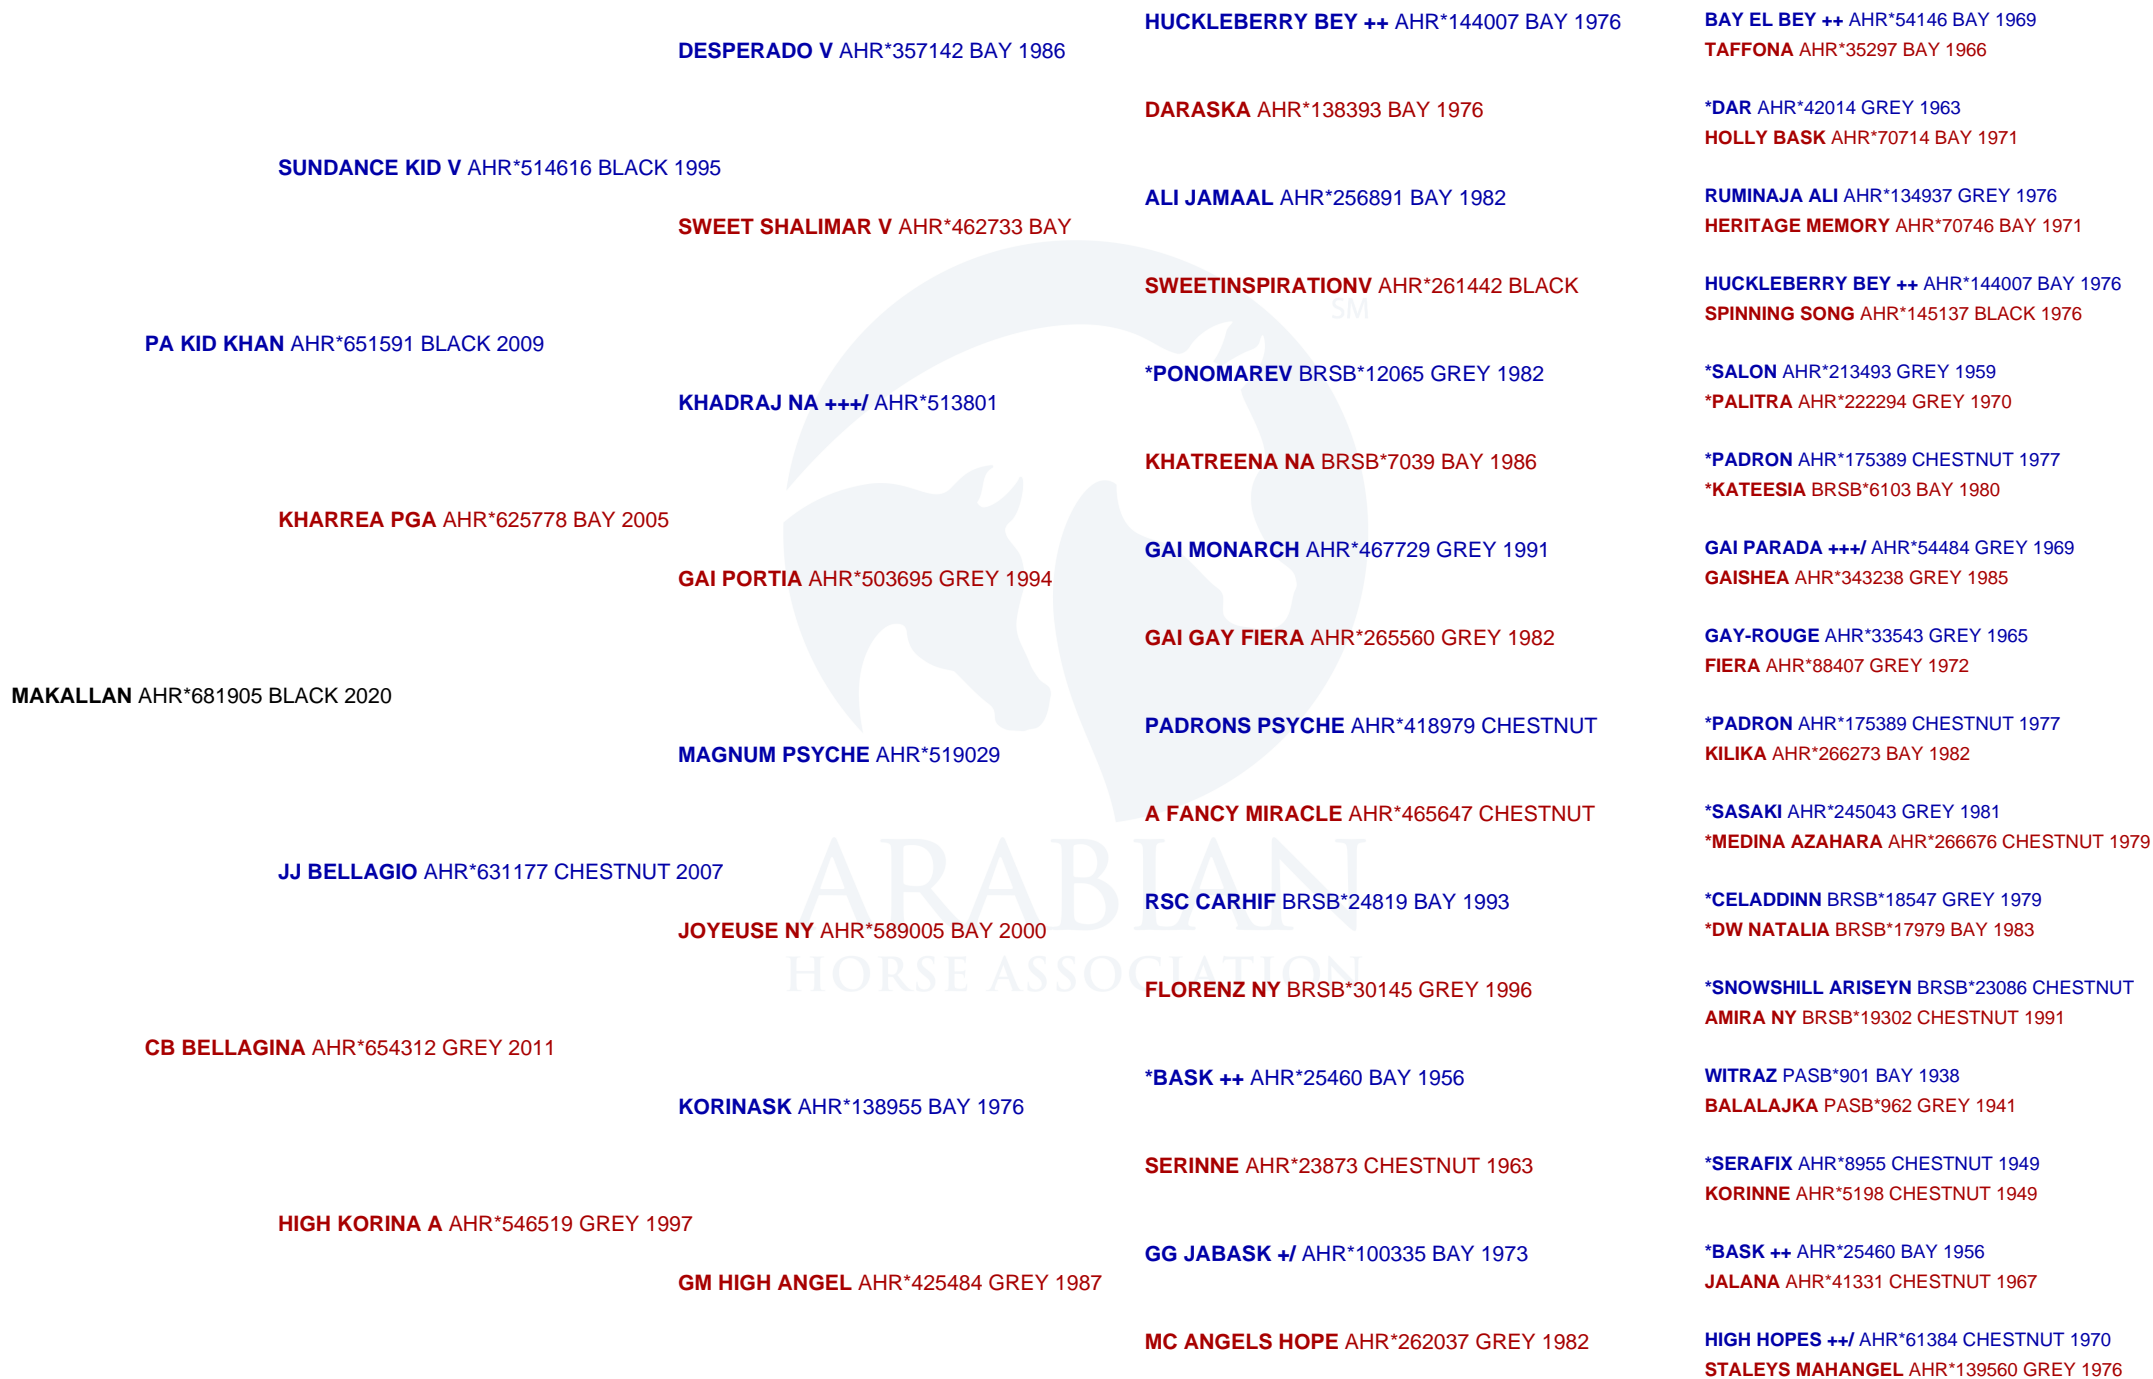 HUCKLEBERRY BEY ++ AHR*144007 BAY 1976
BAY EL BEY ++ AHR*54146 BAY 1969
DESPERADO V AHR*357142 BAY 1986
TAFFONA AHR*35297 BAY 1966
DARASKA AHR*138393 BAY 1976
*DAR AHR*42014 GREY 1963
HOLLY BASK AHR*70714 BAY 1971
SUNDANCE KID V AHR*514616 BLACK 1995
ALI JAMAAL AHR*256891 BAY 1982
RUMINAJA ALI AHR*134937 GREY 1976
SWEET SHALIMAR V AHR*462733 BAY
HERITAGE MEMORY AHR*70746 BAY 1971
SWEETINSPIRATIONV AHR*261442 BLACK
HUCKLEBERRY BEY ++ AHR*144007 BAY 1976
SM
SPINNING SONG AHR*145137 BLACK 1976
PA KID KHAN AHR*651591 BLACK 2009
*PONOMAREV BRSB*12065 GREY 1982
*SALON AHR*213493 GREY 1959
KHADRAJ NA +++/ AHR*513801
*PALITRA AHR*222294 GREY 1970
KHATREENA NA BRSB*7039 BAY 1986
*PADRON AHR*175389 CHESTNUT 1977
*KATEESIA BRSB*6103 BAY 1980
KHARREA PGA AHR*625778 BAY 2005
GAI MONARCH AHR*467729 GREY 1991
GAI PARADA +++/ AHR*54484 GREY 1969
GAI PORTIA AHR*503695 GREY 1994
GAISHEA AHR*343238 GREY 1985
GAI GAY FIERA AHR*265560 GREY 1982
GAY-ROUGE AHR*33543 GREY 1965
FIERA AHR*88407 GREY 1972
MAKALLAN AHR*681905 BLACK 2020
PADRONS PSYCHE AHR*418979 CHESTNUT
*PADRON AHR*175389 CHESTNUT 1977
MAGNUM PSYCHE AHR*519029
KILIKA AHR*266273 BAY 1982
A FANCY MIRACLE AHR*465647 CHESTNUT
*SASAKI AHR*245043 GREY 1981
*MEDINA AZAHARA AHR*266676 CHESTNUT 1979
ARABIAN
JJ BELLAGIO AHR*631177 CHESTNUT 2007
RSC CARHIF BRSB*24819 BAY 1993
*CELADDINN BRSB*18547 GREY 1979
JOYEUSE NY AHR*589005 BAY 2000
*DW NATALIA BRSB*17979 BAY 1983
HORSE ASSOCIATION
FLORENZ NY BRSB*30145 GREY 1996
*SNOWSHILL ARISEYN BRSB*23086 CHESTNUT
AMIRA NY BRSB*19302 CHESTNUT 1991
CB BELLAGINA AHR*654312 GREY 2011
*BASK ++ AHR*25460 BAY 1956
WITRAZ PASB*901 BAY 1938
KORINASK AHR*138955 BAY 1976
BALALAJKA PASB*962 GREY 1941
SERINNE AHR*23873 CHESTNUT 1963
*SERAFIX AHR*8955 CHESTNUT 1949
KORINNE AHR*5198 CHESTNUT 1949
HIGH KORINA A AHR*546519 GREY 1997
GG JABASK +/ AHR*100335 BAY 1973
*BASK ++ AHR*25460 BAY 1956
GM HIGH ANGEL AHR*425484 GREY 1987
JALANA AHR*41331 CHESTNUT 1967
MC ANGELS HOPE AHR*262037 GREY 1982
HIGH HOPES ++/ AHR*61384 CHESTNUT 1970
STALEYS MAHANGEL AHR*139560 GREY 1976